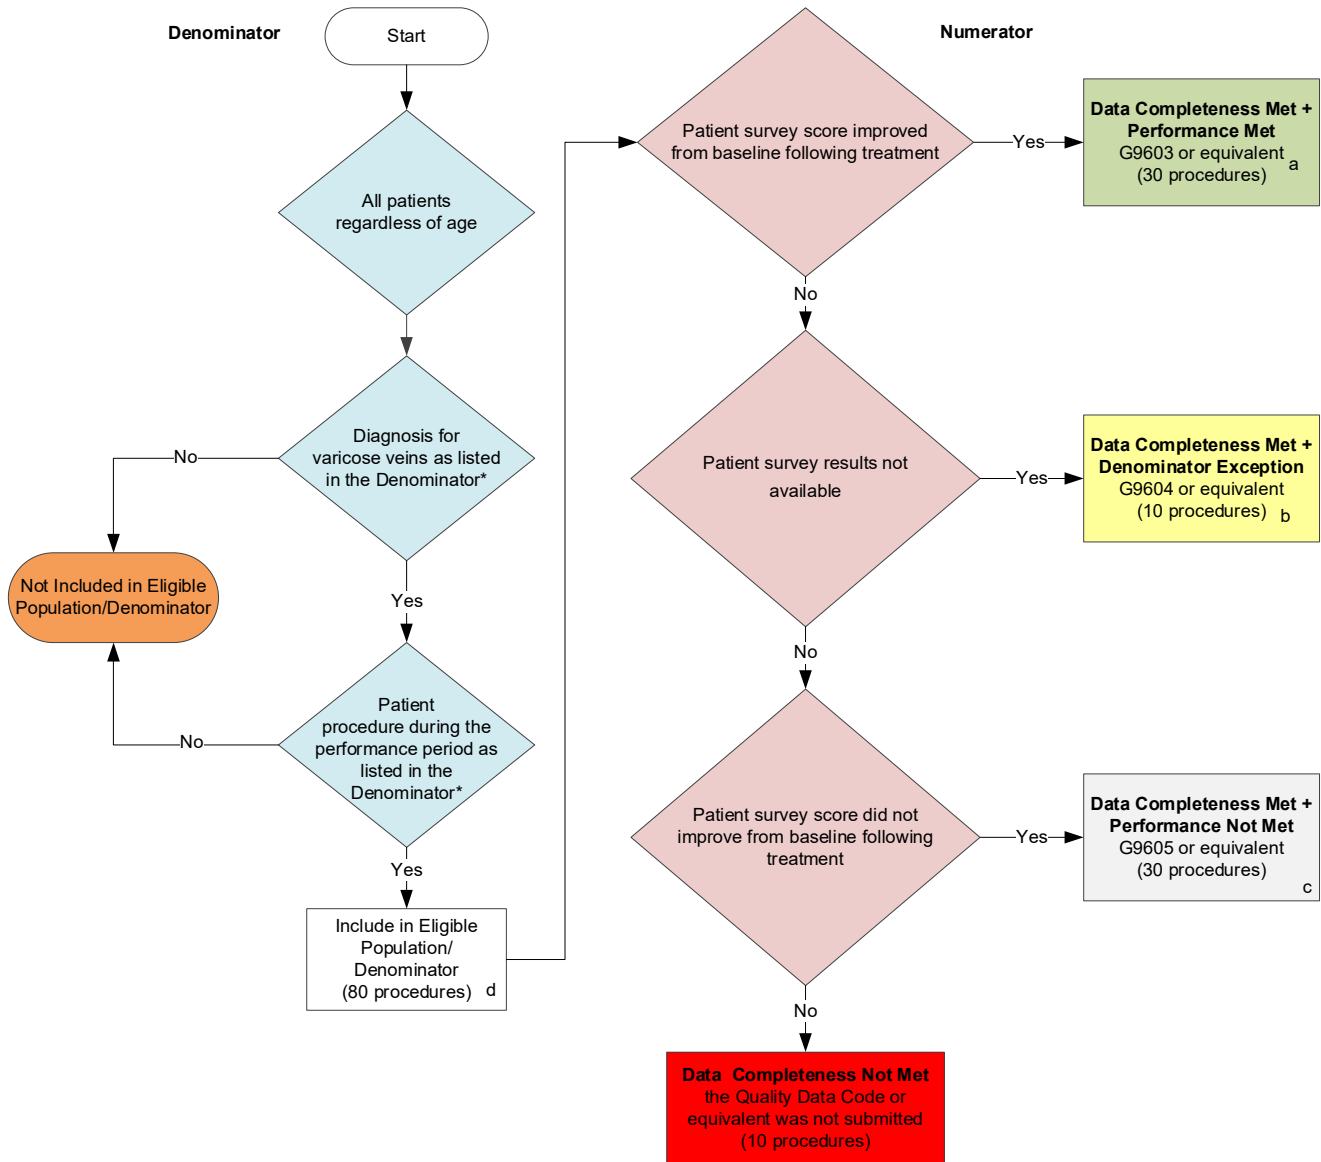 Denominator
Start
All patients
regardless of age
Diagnosis for
varicose veins as listed
in the Denominator*
No
Not Included in Eligible
Population/Denominator
Yes
Patient
procedure during the
performance period as
listed in the
Denominator*
No
Yes
Include in Eligible
Population/
Denominator
(80 procedures) d
Numerator
Patient survey score improved
from baseline following treatment
Yes
Data Completeness Met +
Performance Met
G9603 or equivalent
(30 procedures) a
No
Patient survey results not
available
Yes
Data Completeness Met +
Denominator Exception
G9604 or equivalent
(10 procedures) b
No
Patient survey score did not
improve from baseline following
treatment
Yes
Data Completeness Met +
Performance Not Met
G9605 or equivalent
(30 procedures)
c
No
Data Completeness Not Met
the Quality Data Code or
equivalent was not submitted
(10 procedures)